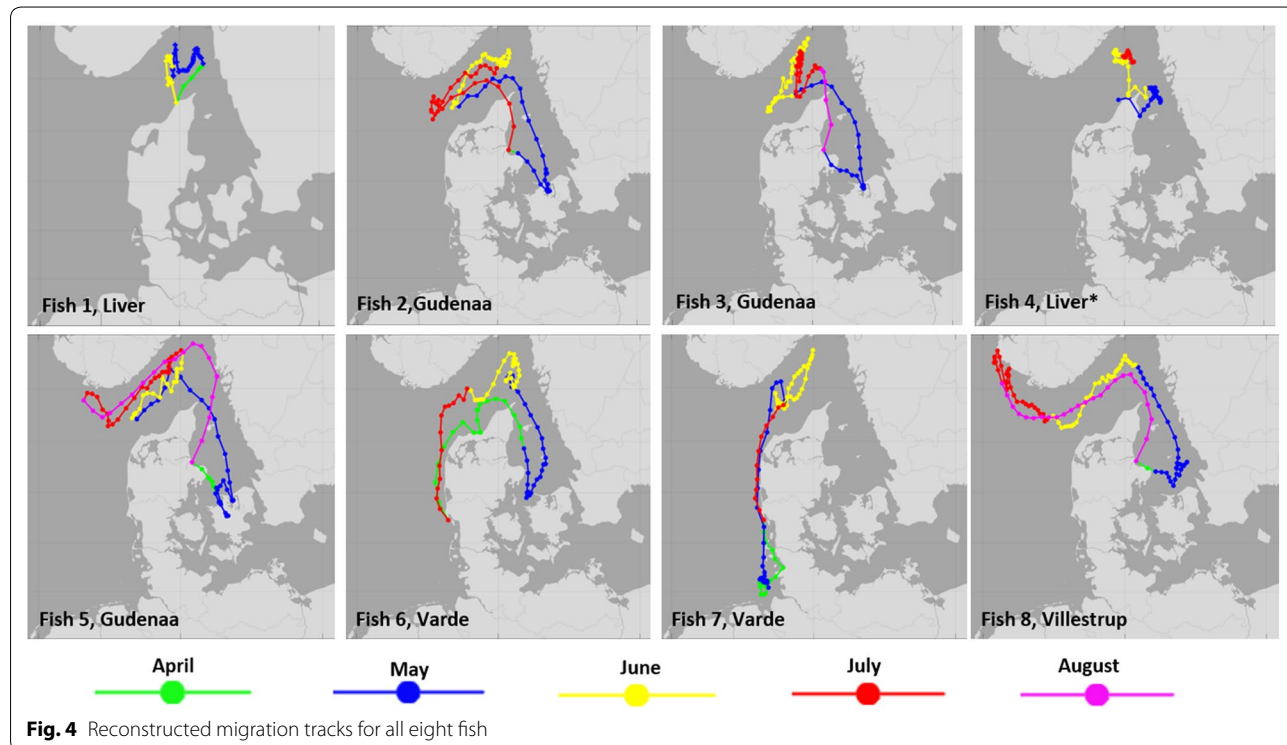 Fish 1, Liver
Fish 2,Gudenaa
Fish 3, Gudenaa
Fish 4, Liver*
Fish 5, Gudenaa
Fish 6, Varde
Fish 7, Varde
Fish 8, Villestrup
April
May
June
July
August
Fig. 4 Reconstructed migration tracks for all eight fish